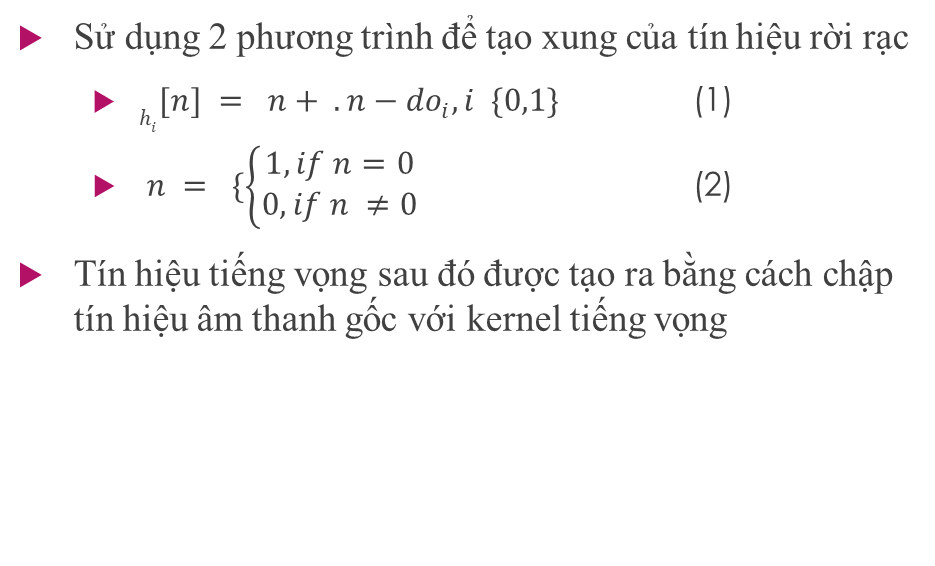 Sử dụng 2 phương trình để tạo xung của tín hiệu rời rạc
h_i[n] = n + .n − do_i, i {0,1} (1)
n = {{1, if n = 0
0, if n ≠ 0 (2)
Tín hiệu tiếng vọng sau đó được tạo ra bằng cách chập
tín hiệu âm thanh gốc với kernel tiếng vọng